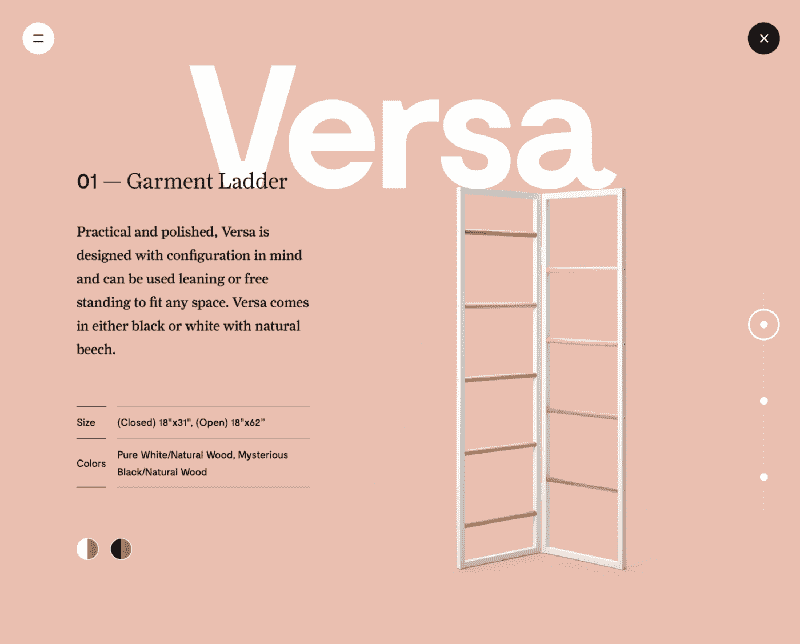 Versa
01 — Garment Ladder
Practical and polished, Versa is
designed with configuration in mind
and can be used leaning or free
standing to fit any space. Versa comes
in either black or white with natural
beech.
Size (Closed) 18"x31", (Open) 18"x62"
Colors Pure White/Natural Wood, Mysterious
Black/Natural Wood